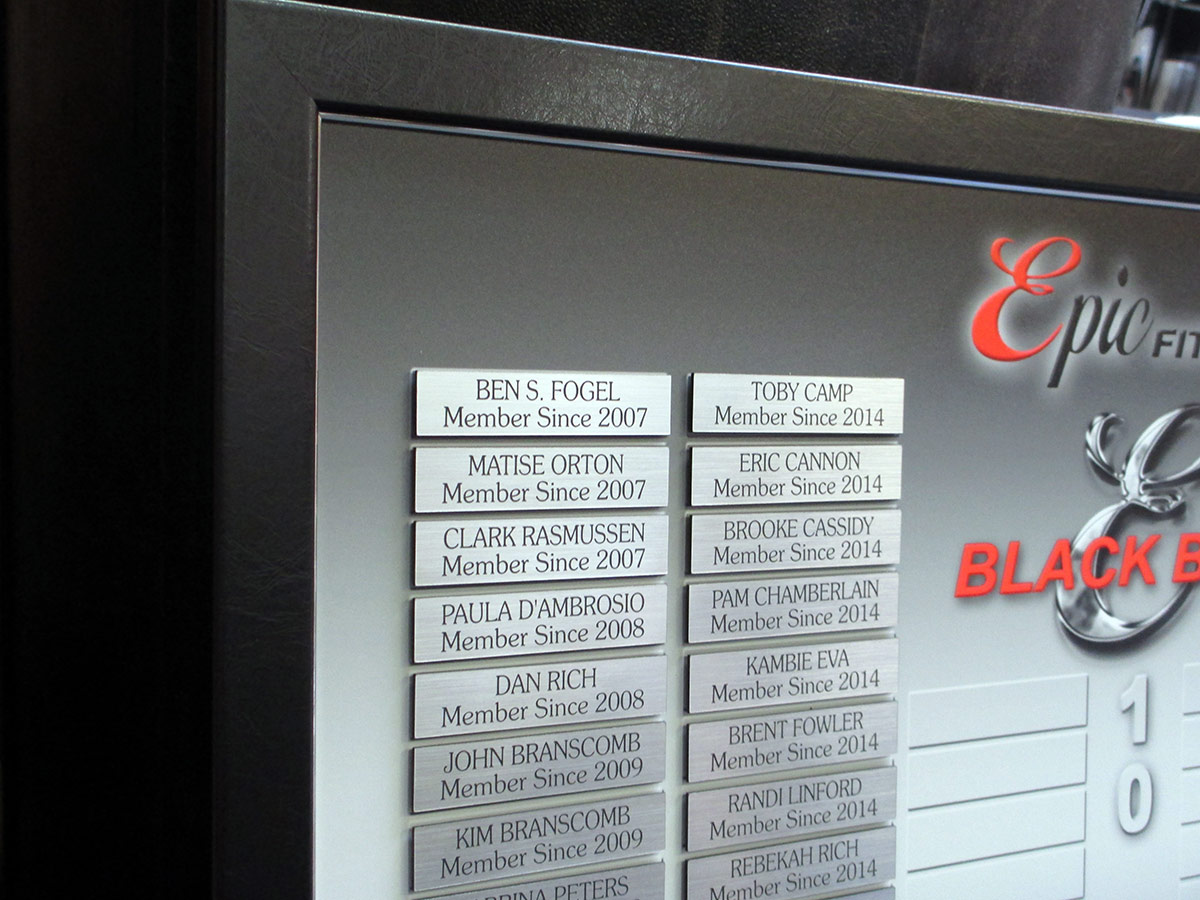 Epic FIT
BEN S. FOGEL
Member Since 2007
MATISE ORTON
Member Since 2007
CLARK RASMUSSEN
Member Since 2007
PAULA D'AMBROSIO
Member Since 2008
DAN RICH
Member Since 2008
JOHN BRANSCOMB
Member Since 2009
KIM BRANSCOMB
Member Since 2009
PETERS
TOBY CAMP
Member Since 2014
ERIC CANNON
Member Since 2014
BROOKE CASSIDY
Member Since 2014
PAM CHAMBERLAIN
Member Since 2014
KAMBIE EVA
Member Since 2014
BRENT FOWLER
Member Since 2014
RANDI LINFORD
Member Since 2014
REBEKAH RICH
Member Since 2014
E
BLACK B
1
0